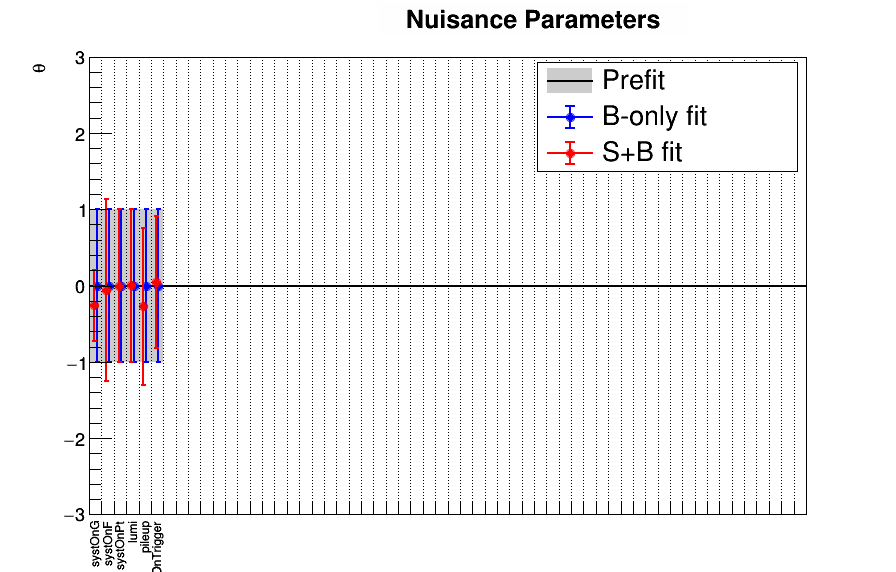 Nuisance Parameters
θ
3
2
1
0
−1
−2
−3
Prefit
B-only fit
S+B fit
systOnG
systOnF
systOnPt
lumi
pileup
OnTrigger